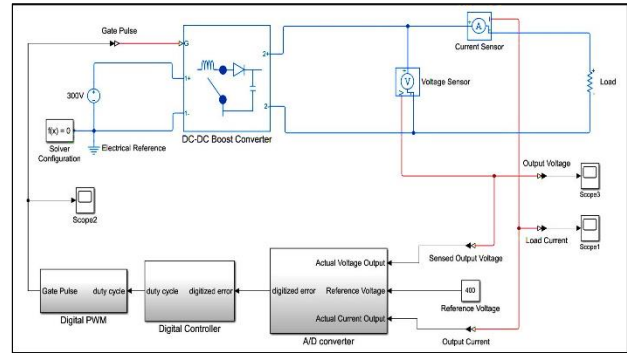 Gate Pulse
G
2+
A
Current Sensor
1+
V
Voltage Sensor
Load
300V
1-
2-
f(x) = 0
Solver
Configuration
Electrical Reference
DC-DC Boost Converter
Output Voltage
Scope3
Scope2
Load Current
Scope1
Actual Voltage Output
Sensed Output Voltage
Gate Pulse
duty cycle
duty cycle
digitized error
digitized error
Reference Voltage
400
Reference Voltage
Actual Current Output
Output Current
Digital PWM
Digital Controller
A/D converter